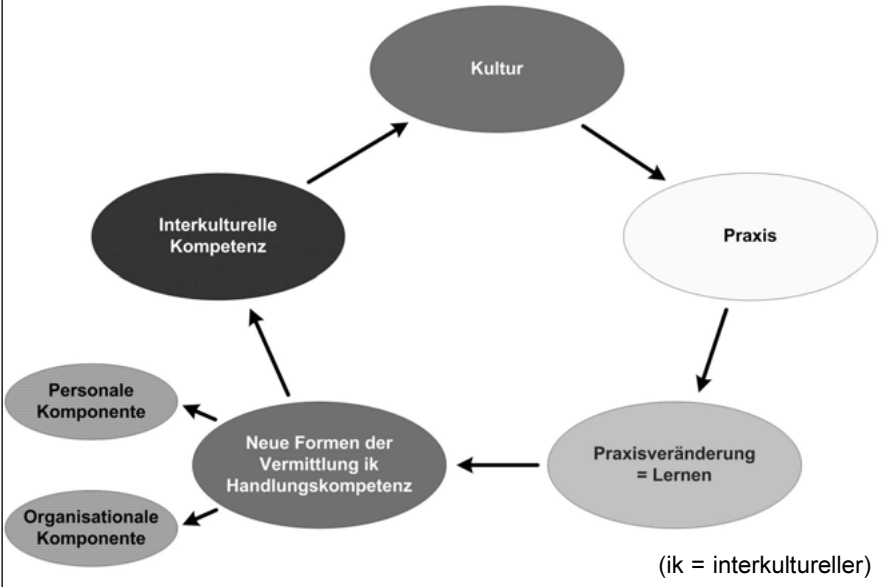 Kultur
Interkulturelle
Kompetenz
Praxis
Personale
Komponente
Neue Formen der
Vermittlung ik
Handlungskompetenz
Praxisveränderung
= Lernen
Organisationale
Komponente
(ik = interkultureller)